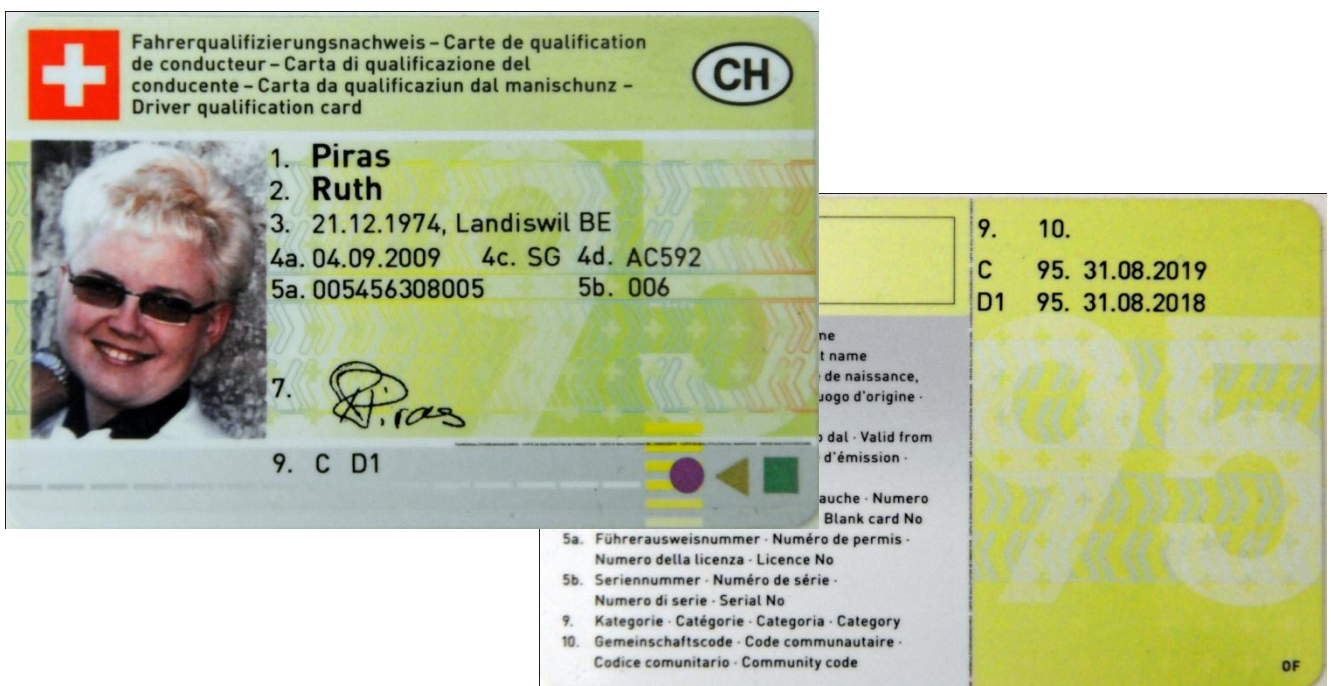 Fahrerqualifizierungsnachweis – Carte de qualification
de conducteur – Carta di qualificazione del
conducente – Carta da qualificaziun dal manischunz –
Driver qualification card
CH
1. Piras
2. Ruth
3. 21.12.1974, Landiswil BE
4a. 04.09.2009 4c. SG 4d. AC592
5a. 005456308005 5b. 006
7. Piras
9. C D1
9. 10.
C 95. 31.08.2019
D1 95. 31.08.2018
95
name
de naissance,
luogo d'origine ·
dal · Valid from
d'émission ·
Numero
Blank card No
5a. Führerausweisnummer · Numéro de permis ·
Numero della licenza · Licence No
5b. Seriennummer · Numéro de série ·
Numero di serie · Serial No
9. Kategorie · Catégorie · Categoria · Category
10. Gemeinschaftscode · Code communautaire ·
Codice comunitario · Community code
OF